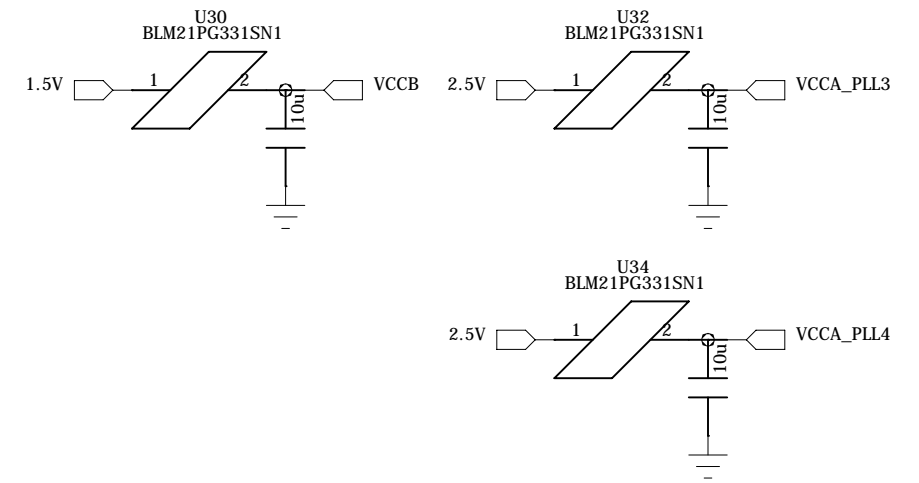 U30
BLM21PG331SN1
1.5V 1 2 VCCB
10u
U32
BLM21PG331SN1
2.5V 1 2 VCCA_PLL3
10u
U34
BLM21PG331SN1
2.5V 1 2 VCCA_PLL4
10u